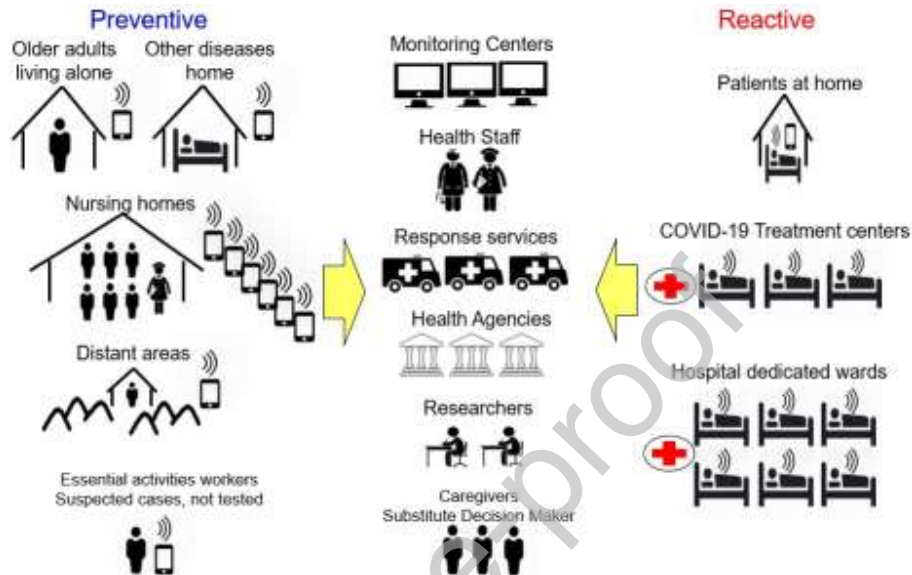 Preventive
Older adults
living alone
Other diseases
home
Nursing homes
Distant areas
Essential activities workers
Suspected cases, not tested
Monitoring Centers
Health Staff
Response services
Health Agencies
Researchers
Caregivers
Substitute Decision Maker
Reactive
Patients at home
COVID-19 Treatment centers
Hospital dedicated wards
e-proof